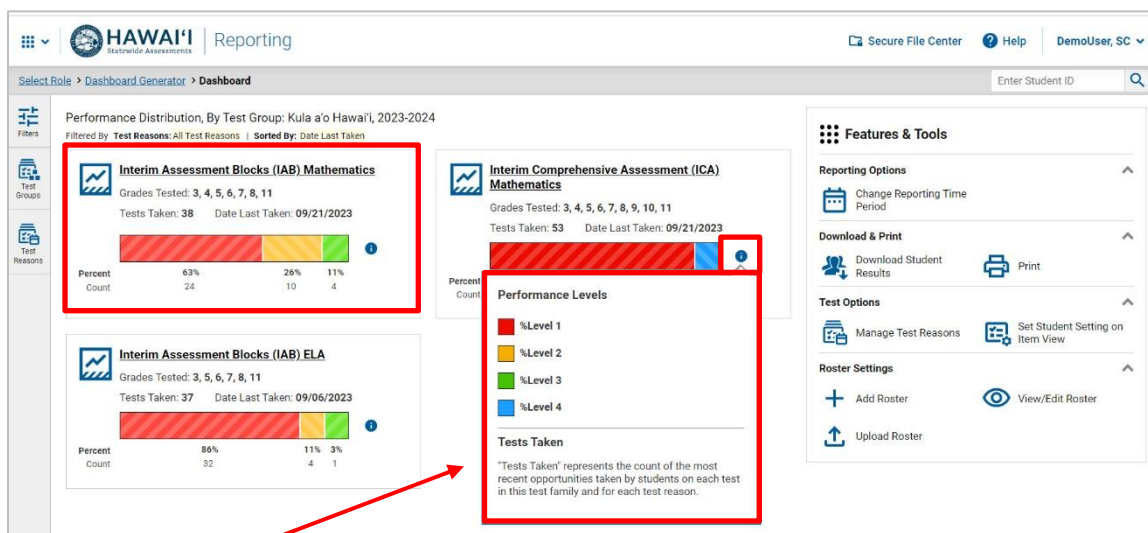 HAWAI‘I
Statewide Assessments
Reporting
Secure File Center
Help
DemoUser, SC
Select Role > Dashboard Generator > Dashboard
Enter Student ID
Filters
Test
Groups
Test
Reasons
Performance Distribution, By Test Group: Kula a'o Hawai'i, 2023-2024
Filtered By Test Reasons: All Test Reasons | Sorted By: Date Last Taken
Interim Assessment Blocks (IAB) Mathematics
Grades Tested: 3, 4, 5, 6, 7, 8, 11
Tests Taken: 38 Date Last Taken: 09/21/2023
Percent 63% 26% 11%
Count 24 10 4
Interim Comprehensive Assessment (ICA)
Mathematics
Grades Tested: 3, 4, 5, 6, 7, 8, 9, 10, 11
Tests Taken: 53 Date Last Taken: 09/21/2023
Percent
Count
Performance Levels
%Level 1
%Level 2
%Level 3
%Level 4
Tests Taken
"Tests Taken" represents the count of the most
recent opportunities taken by students on each test
in this test family and for each test reason.
Interim Assessment Blocks (IAB) ELA
Grades Tested: 3, 5, 6, 7, 8, 11
Tests Taken: 37 Date Last Taken: 09/06/2023
Percent 86% 11% 3%
Count 32 4 1
Features & Tools
Reporting Options
Change Reporting Time
Period
Download & Print
Download Student
Results
Print
Test Options
Manage Test Reasons
Set Student Setting on
Item View
Roster Settings
Add Roster
View/Edit Roster
Upload Roster